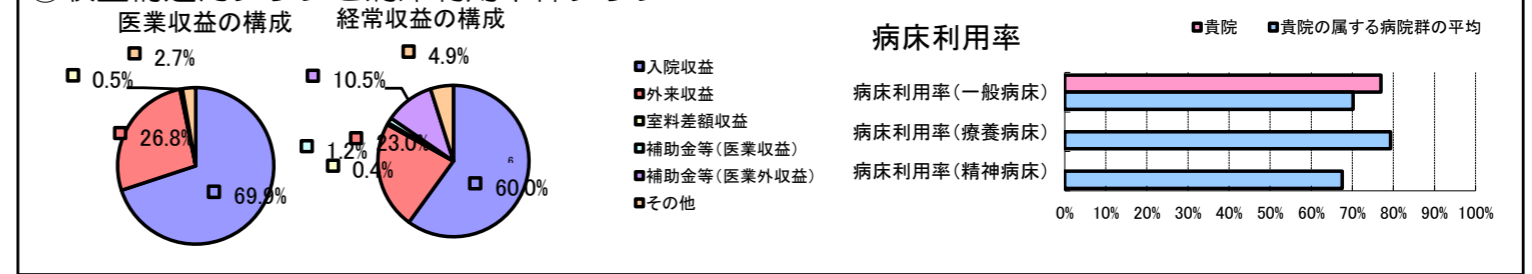 医業収益の構成
2.7%
0.5%
26.8%
69.9%
経常収益の構成
4.9%
10.5%
1.2%
23.0%
0.4%
60.0%
入院収益
外来収益
室料差額収益
補助金等(医業収益)
補助金等(医業外収益)
その他
病床利用率
貴院 貴院の属する病院群の平均
病床利用率(一般病床)
病床利用率(療養病床)
病床利用率(精神病床)
0% 10% 20% 30% 40% 50% 60% 70% 80% 90% 100%